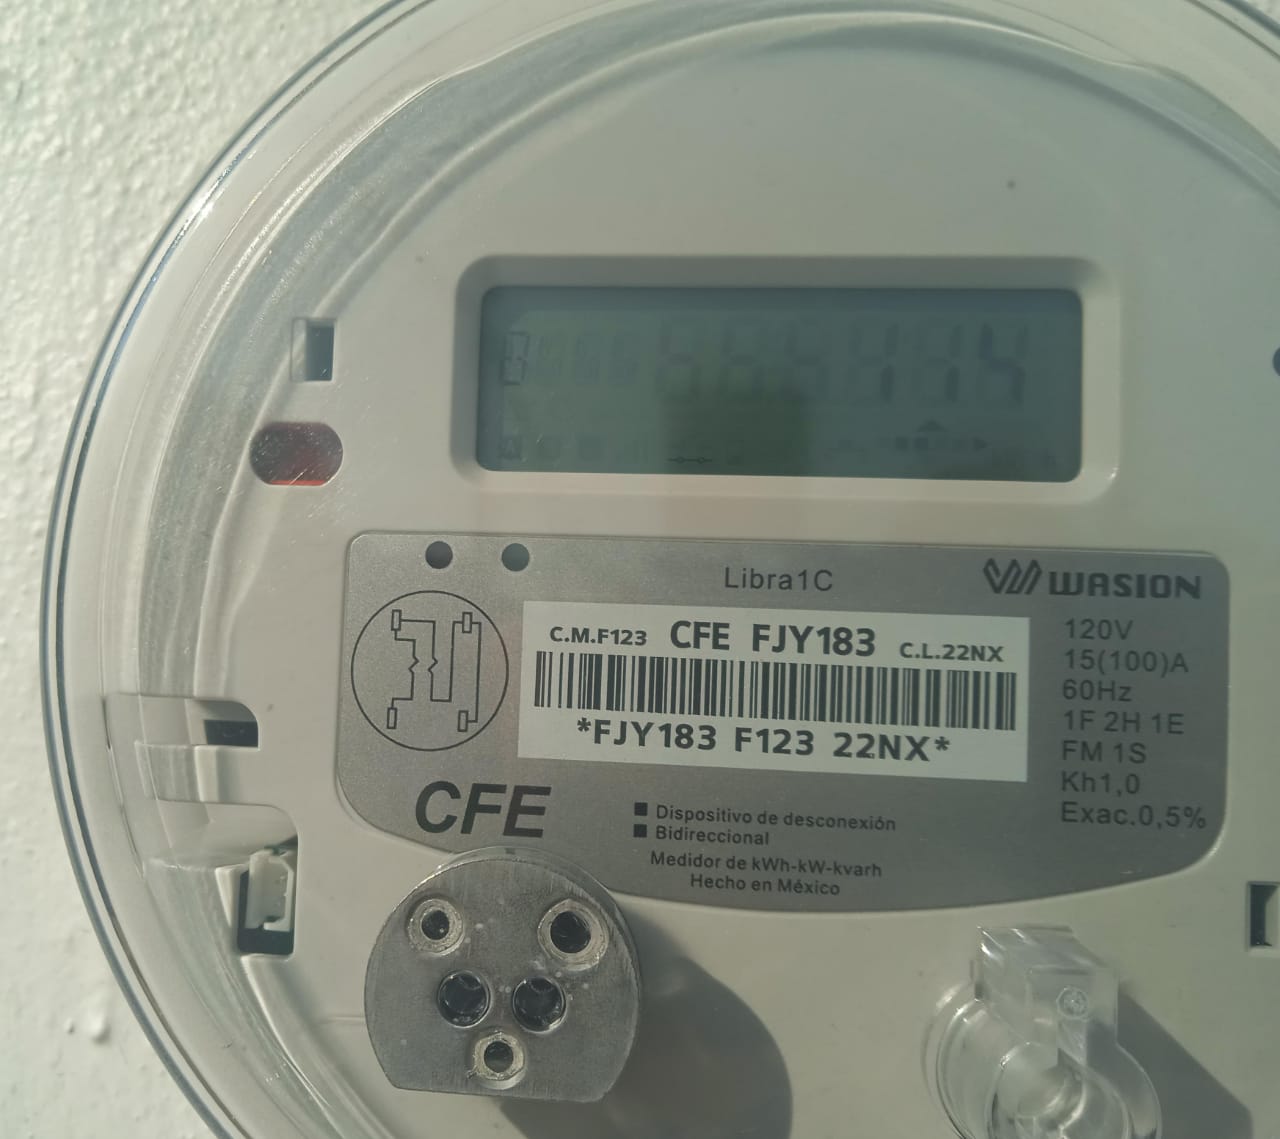 Libra1C
WASION
C.M.F123 CFE FJY183 C.L.22NX
*FJY183 F123 22NX*
120V
15(100)A
60Hz
1F 2H 1E
FM 1S
Kh1,0
Exac.0,5%
CFE
Dispositivo de desconexión
Bidireccional
Medidor de kWh-kW-kvarh
Hecho en México